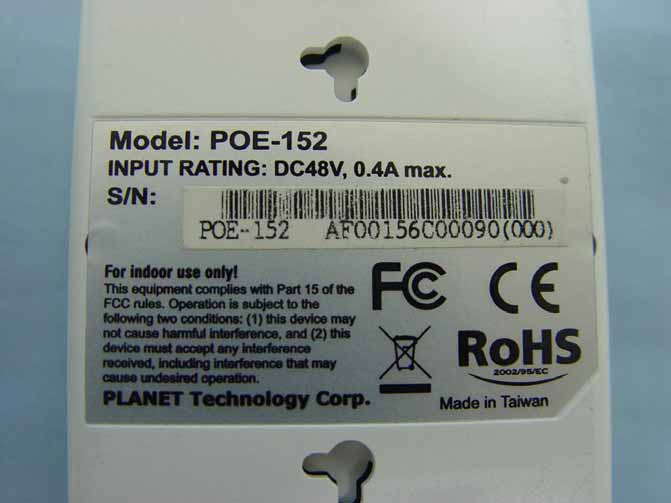 Model: POE-152
INPUT RATING: DC48V, 0.4A max.
S/N:
POE-152 AF00156C00090(000)
For indoor use only!
This equipment complies with Part 15 of the
FCC rules. Operation is subject to the
following two conditions: (1) this device may
not cause harmful interference, and (2) this
device must accept any interference
received, including interference that may
cause undesired operation.
PLANET Technology Corp.
FC CE
RoHS
2002/95/EC
Made in Taiwan